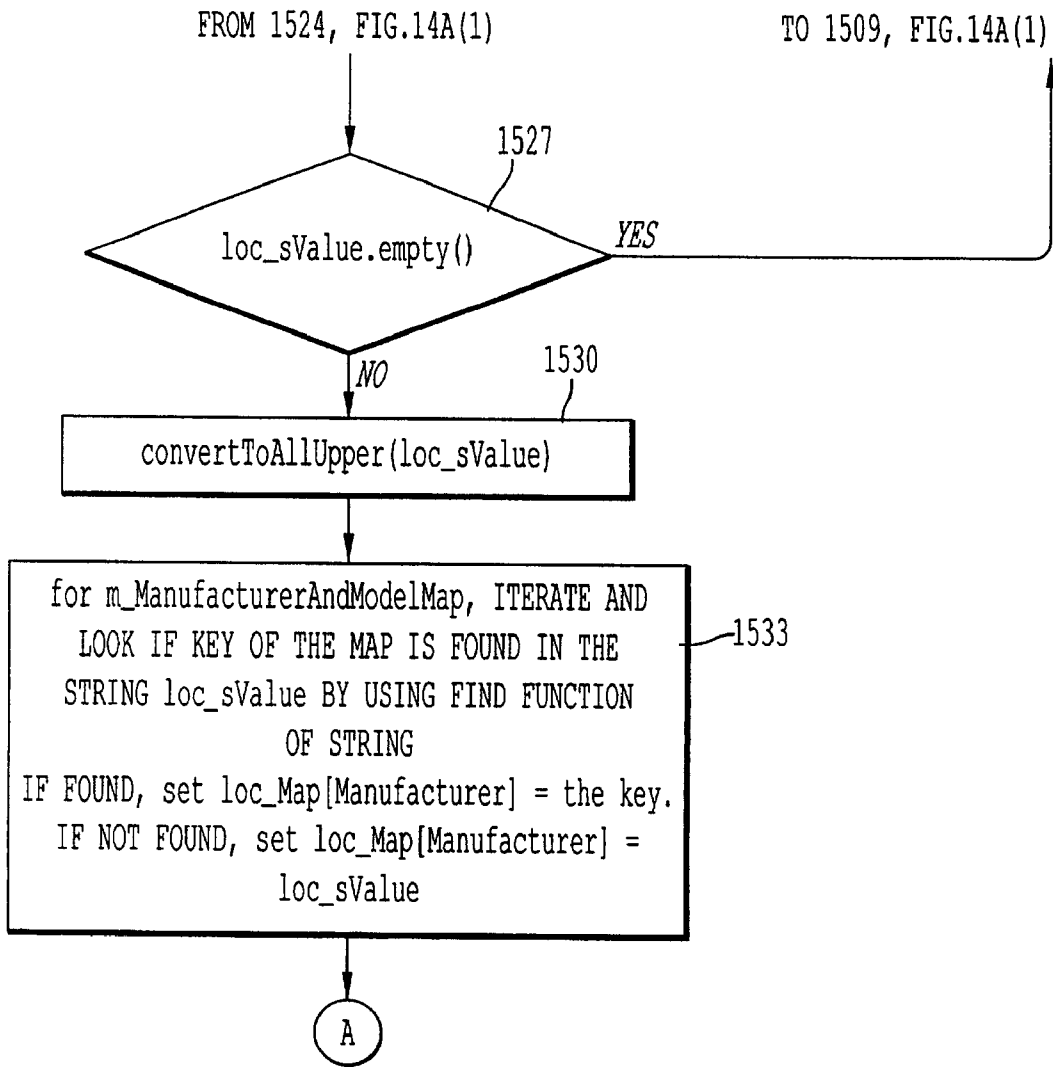 FROM 1524, FIG.14A(1)
TO 1509, FIG.14A(1)
1527
loc_sValue.empty()
YES
NO
1530
convertToAllUpper(loc_sValue)
for m_ManufacturerAndModelMap, ITERATE AND
LOOK IF KEY OF THE MAP IS FOUND IN THE
STRING loc_sValue BY USING FIND FUNCTION
OF STRING
IF FOUND, set loc_Map[Manufacturer] = the key.
IF NOT FOUND, set loc_Map[Manufacturer] =
loc_sValue
1533
A